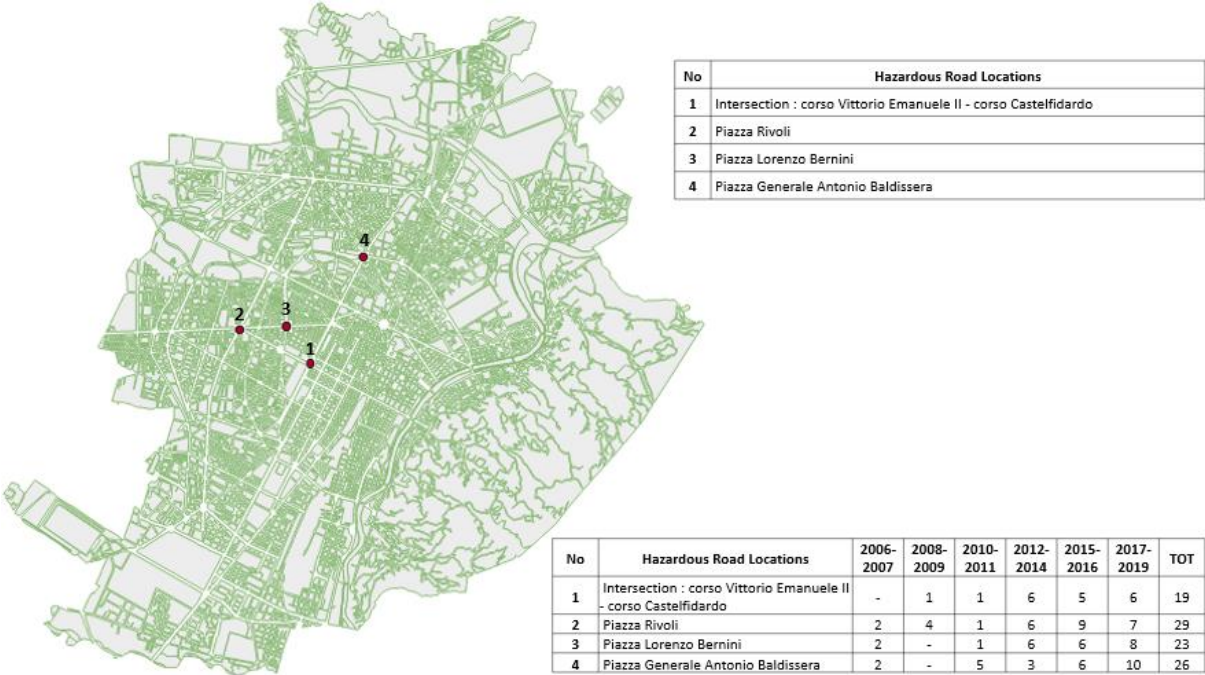 No Hazardous Road Locations
1 Intersection : corso Vittorio Emanuele II - corso Castelfidardo
2 Piazza Rivoli
3 Piazza Lorenzo Bernini
4 Piazza Generale Antonio Baldissera
4
3
2
1
No Hazardous Road Locations 2006-2007 2008-2009 2010-2011 2012-2014 2015-2016 2017-2019 TOT
1 Intersection : corso Vittorio Emanuele II
- corso Castelfidardo - 1 1 6 5 6 19
2 Piazza Rivoli 2 4 1 6 9 7 29
3 Piazza Lorenzo Bernini 2 - 1 6 6 8 23
4 Piazza Generale Antonio Baldissera 2 - 5 3 6 10 26